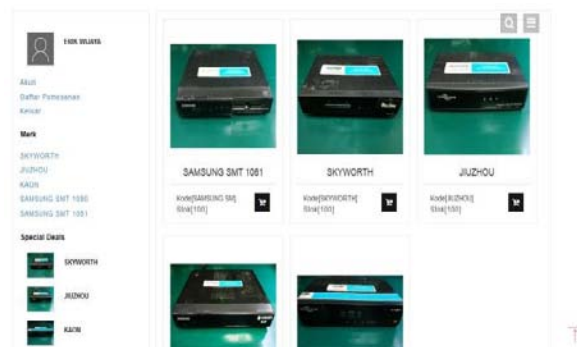 Akun
Daftar Pemesanan
Keluar
Merk
SKYWORTH
JIUZHOU
KAON
SAMSUNG SMT 1080
SAMSUNG SMT 1081
Special Deals
SKYWORTH
JIUZHOU
KAON
SAMSUNG SMT 1081
Kode[SAMSUNG SM]
Stok[100]
SKYWORTH
Kode[SKYWORTH]
Stok[100]
JIUZHOU
Kode[JIUZHOU]
Stok[100]